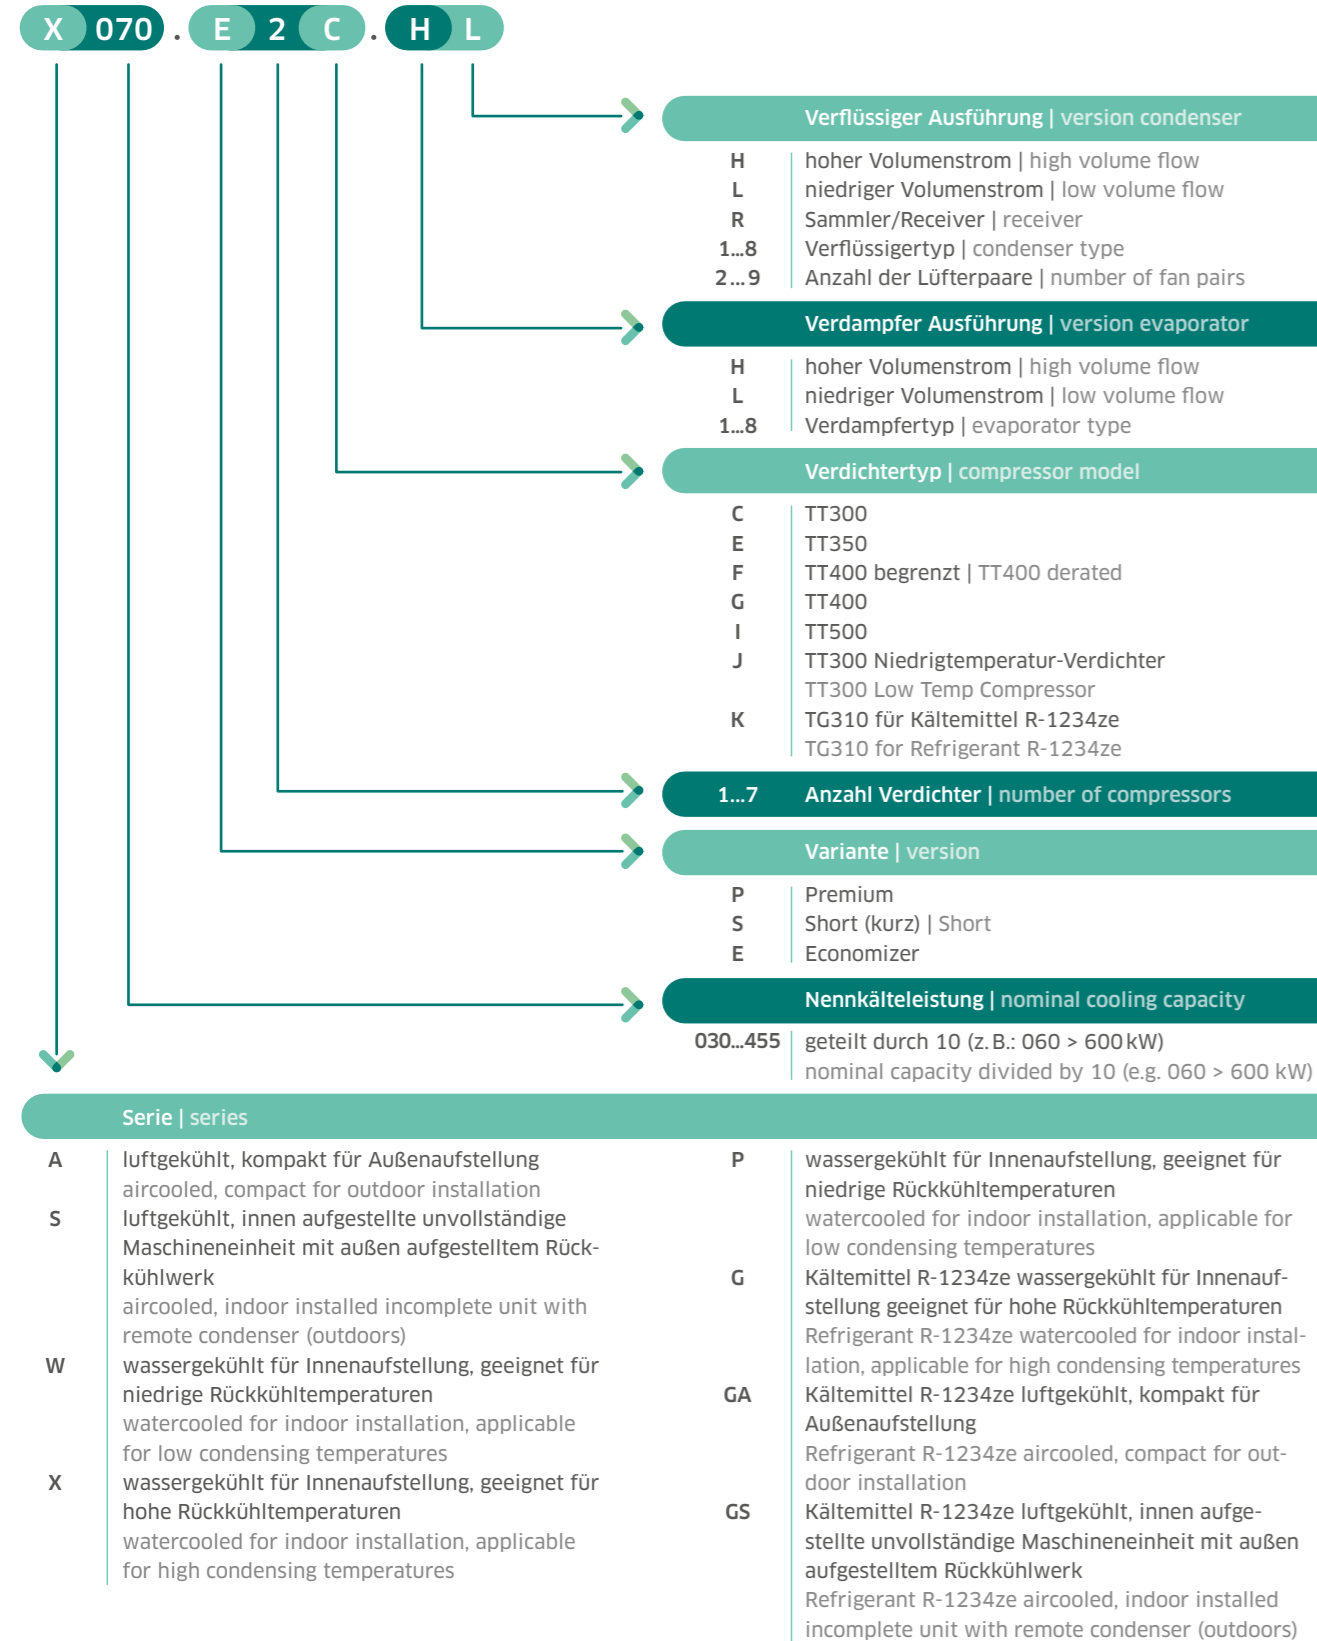 X 070 . E 2 C . H L
Verflüssiger Ausführung | version condenser
H hoher Volumenstrom | high volume flow
L niedriger Volumenstrom | low volume flow
R Sammler/Receiver | receiver
1...8 Verflüssigertyp | condenser type
2...9 Anzahl der Lüfterpaare | number of fan pairs
Verdampfer Ausführung | version evaporator
H hoher Volumenstrom | high volume flow
L niedriger Volumenstrom | low volume flow
1...8 Verdampfertyp | evaporator type
Verdichtertyp | compressor model
C TT300
E TT350
F TT400 begrenzt | TT400 derated
G TT400
I TT500
J TT300 Niedrigtemperatur-Verdichter
TT300 Low Temp Compressor
K TG310 für Kältemittel R-1234ze
TG310 for Refrigerant R-1234ze
1...7 Anzahl Verdichter | number of compressors
Variante | version
P Premium
S Short (kurz) | Short
E Economizer
Nennkälteleistung | nominal cooling capacity
030...455 geteilt durch 10 (z. B.: 060 > 600 kW)
nominal capacity divided by 10 (e.g. 060 > 600 kW)
Serie | series
A luftgekühlt, kompakt für Außenaufstellung
aircooled, compact for outdoor installation
S luftgekühlt, innen aufgestellte unvollständige
Maschineneinheit mit außen aufgestelltem Rück-
kühlwerk
aircooled, indoor installed incomplete unit with
remote condenser (outdoors)
W wassergekühlt für Innenaufstellung, geeignet für
niedrige Rückkühltemperaturen
watercooled for indoor installation, applicable
for low condensing temperatures
X wassergekühlt für Innenaufstellung, geeignet für
hohe Rückkühltemperaturen
watercooled for indoor installation, applicable
for high condensing temperatures
P wassergekühlt für Innenaufstellung, geeignet für
niedrige Rückkühltemperaturen
watercooled for indoor installation, applicable for
low condensing temperatures
G Kältemittel R-1234ze wassergekühlt für Innenauf-
stellung geeignet für hohe Rückkühltemperaturen
Refrigerant R-1234ze watercooled for indoor instal-
lation, applicable for high condensing temperatures
GA Kältemittel R-1234ze luftgekühlt, kompakt für
Außenaufstellung
Refrigerant R-1234ze aircooled, compact for out-
door installation
GS Kältemittel R-1234ze luftgekühlt, innen aufge-
stellte unvollständige Maschineneinheit mit außen
aufgestelltem Rückkühlwerk
Refrigerant R-1234ze aircooled, indoor installed
incomplete unit with remote condenser (outdoors)